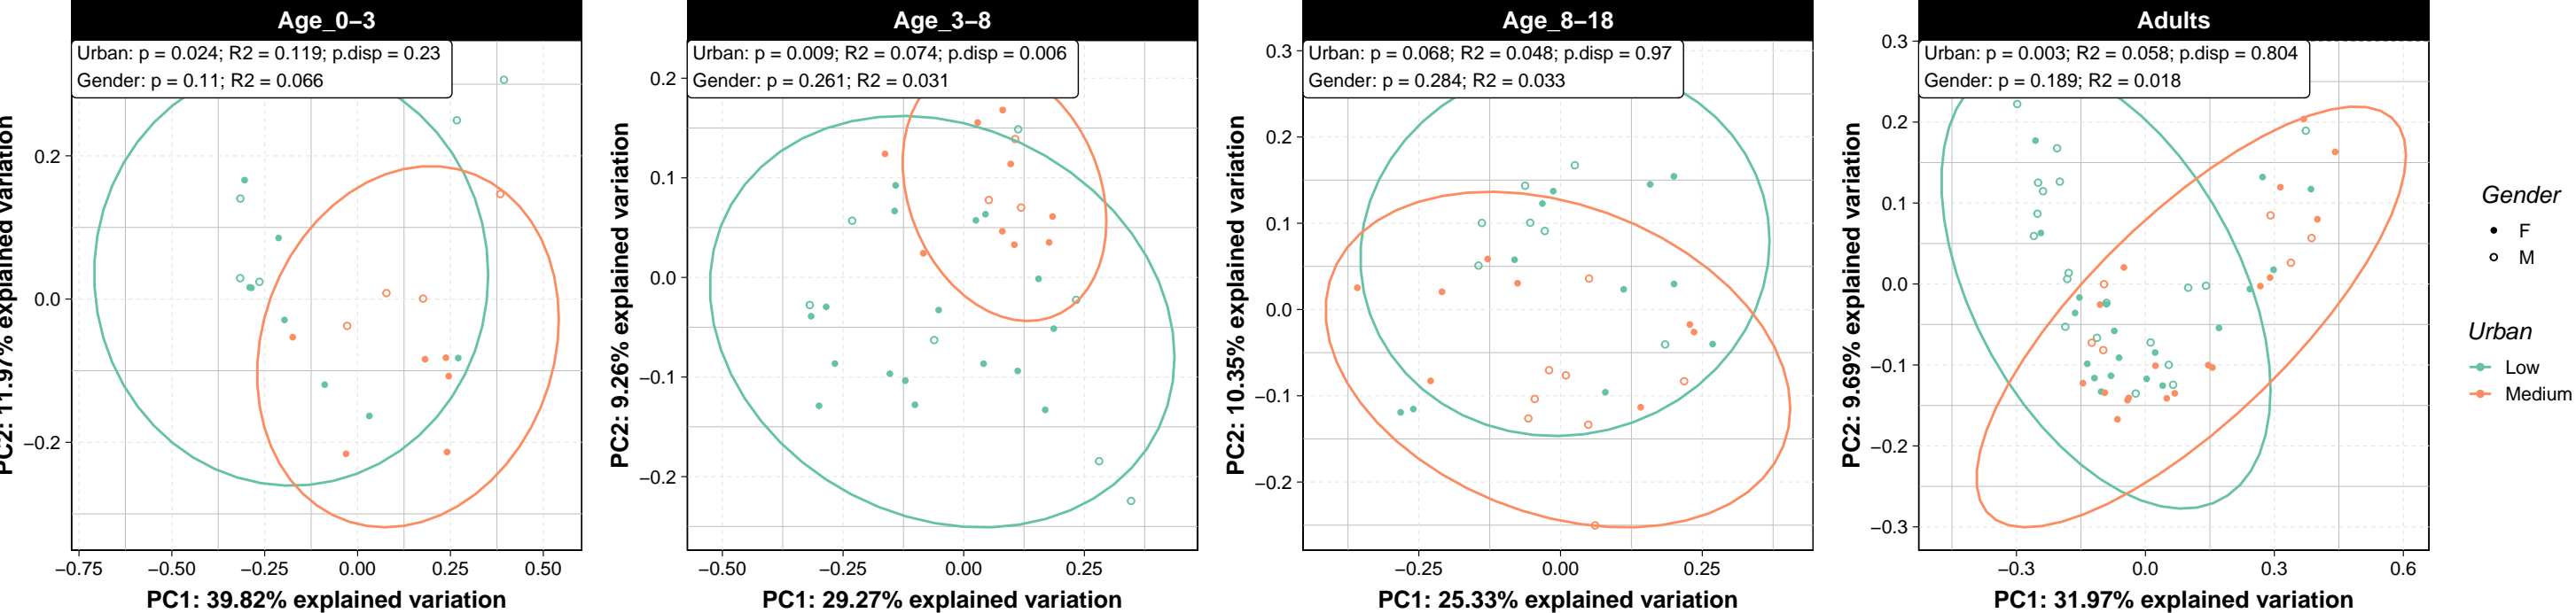 Age_0–3
Urban: p = 0.024; R2 = 0.119; p.disp = 0.23
Gender: p = 0.11; R2 = 0.066
PC2: 11.97% explained variation
0.2
0.0
−0.2
−0.75
−0.50
−0.25
0.00
0.25
0.50
PC1: 39.82% explained variation
Age_3–8
Urban: p = 0.009; R2 = 0.074; p.disp = 0.006
Gender: p = 0.261; R2 = 0.031
PC2: 9.26% explained variation
0.2
0.1
0.0
−0.1
−0.2
−0.50
−0.25
0.00
0.25
PC1: 29.27% explained variation
Age_8–18
Urban: p = 0.068; R2 = 0.048; p.disp = 0.97
Gender: p = 0.284; R2 = 0.033
PC2: 10.35% explained variation
0.3
0.2
0.1
0.0
−0.1
−0.2
−0.25
0.00
0.25
PC1: 25.33% explained variation
Adults
Urban: p = 0.003; R2 = 0.058; p.disp = 0.804
Gender: p = 0.189; R2 = 0.018
PC2: 9.69% explained variation
0.3
0.2
0.1
0.0
−0.1
−0.2
−0.3
−0.3
0.0
0.3
0.6
PC1: 31.97% explained variation
Gender
F
M
Urban
Low
Medium